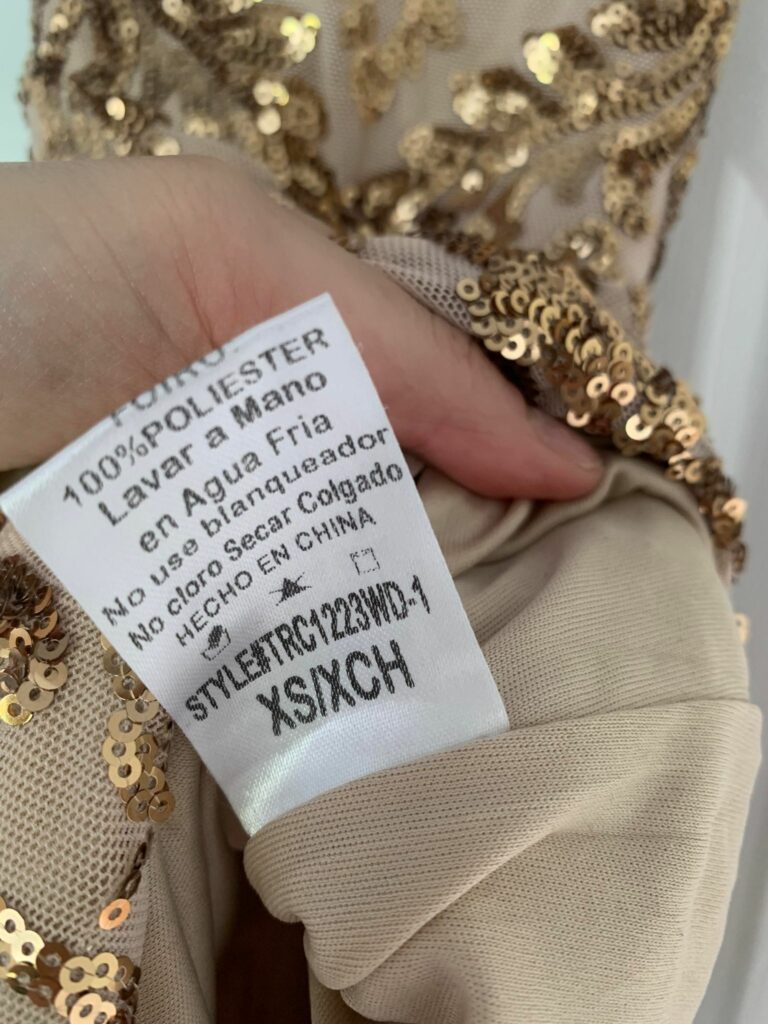 FORRO:
100%POLIESTER
Lavar a Mano
en Agua Fria
No use blanqueador
No cloro Secar Colgado
HECHO EN CHINA
STYLE#TRC1223WD-1
XS/XCH